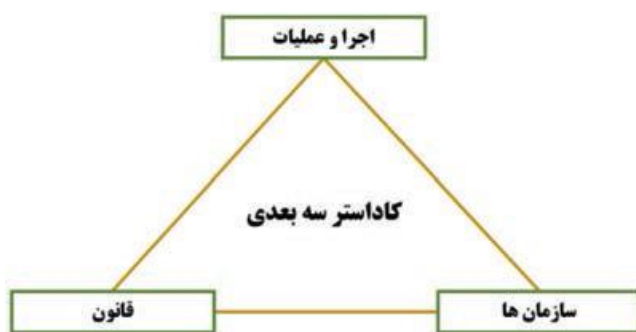 اجرا و عملیات
کاداستر سه بعدی
سازمان ها
قانون